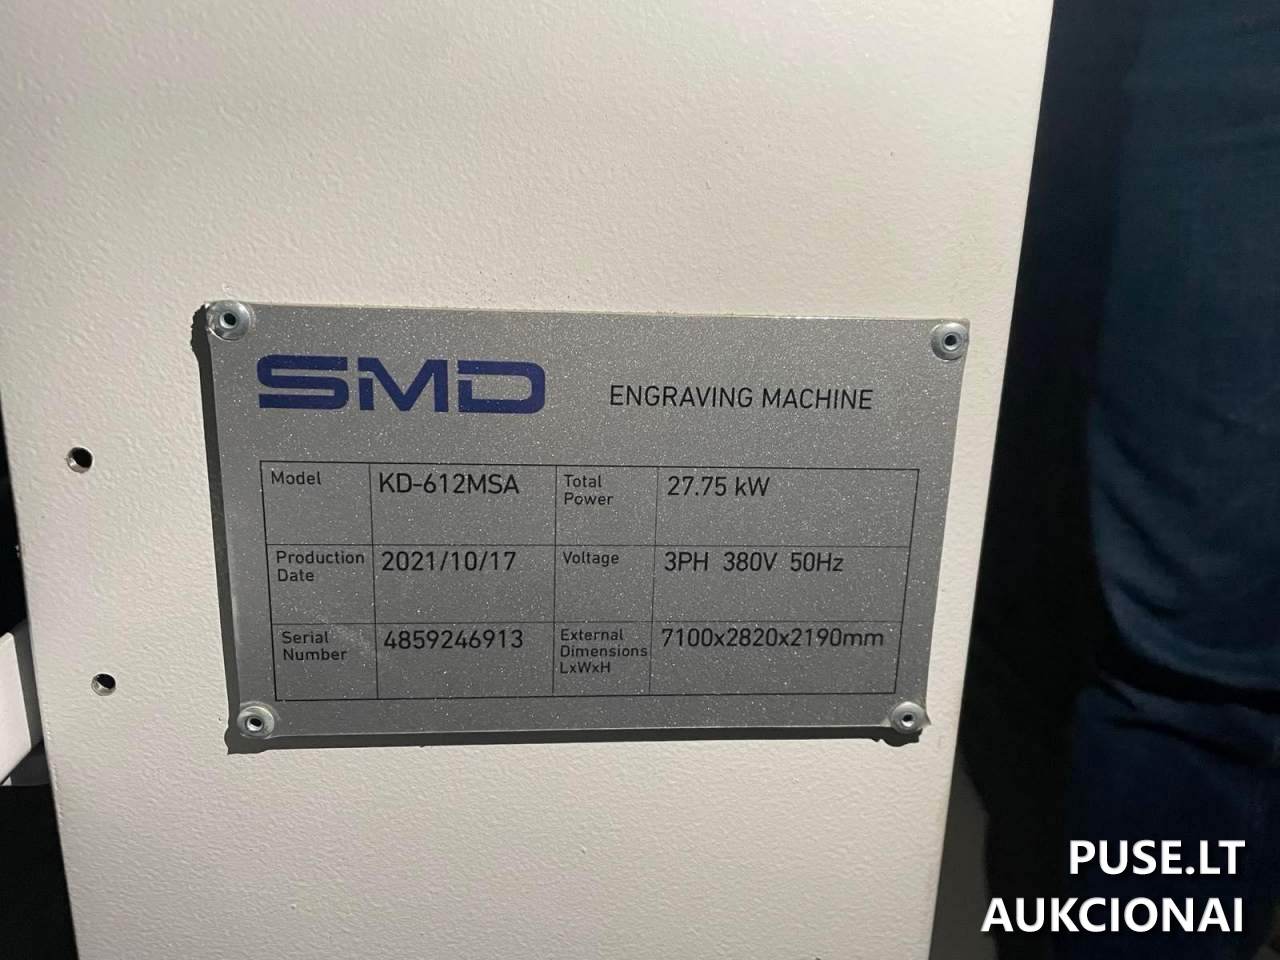 SMD ENGRAVING MACHINE
Model KD-612MSA Total Power 27.75 kW
Production Date 2021/10/17 Voltage 3PH 380V 50Hz
Serial Number 4859246913 External Dimensions LxWxH 7100x2820x2190mm
PUSE.LT
AUKCIONAI